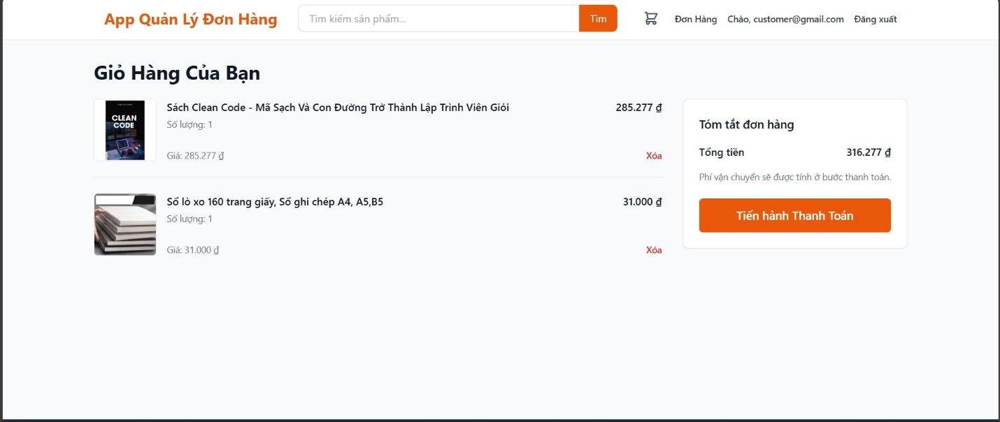 App Quản Lý Đơn Hàng
Tìm kiếm sản phẩm...
Tìm
Đơn Hàng
Chào, customer@gmail.com
Đăng xuất
Giỏ Hàng Của Bạn
CLEAN
CODE
Sách Clean Code - Mã Sạch Và Con Đường Trở Thành Lập Trình Viên Giỏi
285.277 ₫
Số lượng: 1
Giá: 285.277 ₫
Xóa
Sổ lò xo 160 trang giấy, Sổ ghi chép A4, A5,B5
31.000 ₫
Số lượng: 1
Giá: 31.000 ₫
Xóa
Tóm tắt đơn hàng
Tổng tiền
316.277 ₫
Phí vận chuyển sẽ được tính ở bước thanh toán.
Tiến hành Thanh Toán